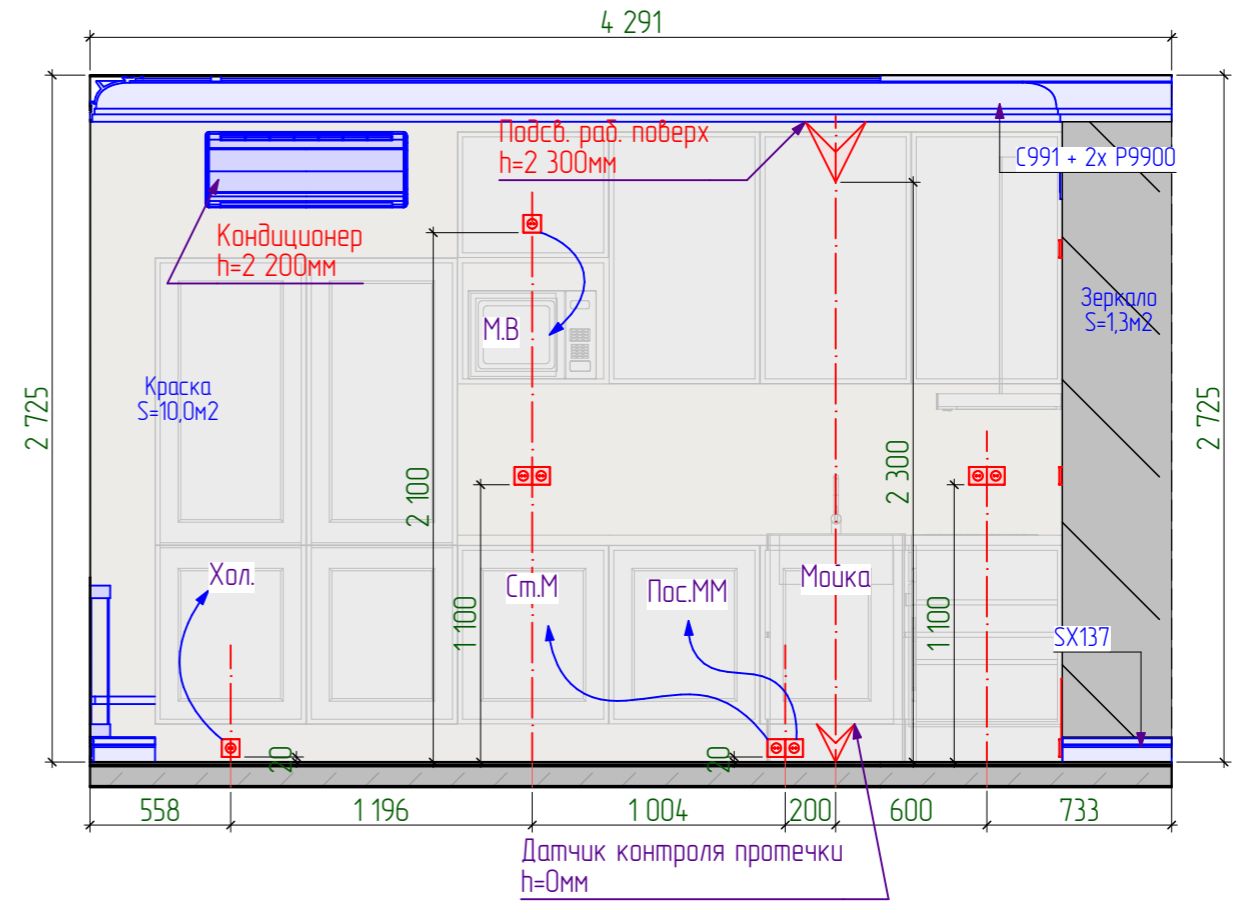 4 291
Подсв. раб. поверх
h=2 300мм
С991 + 2x P9900
Кондиционер
h=2 200мм
Зеркало
S=1,3м2
М.В
Краска
S=10,0м2
2 725
2 725
2 100
2 300
Хол.
Ст.М
Пос.ММ
Мойка
1 100
1 100
SX137
20
20
558
1 196
1 004
200
600
733
Датчик контроля протечки
h=0мм